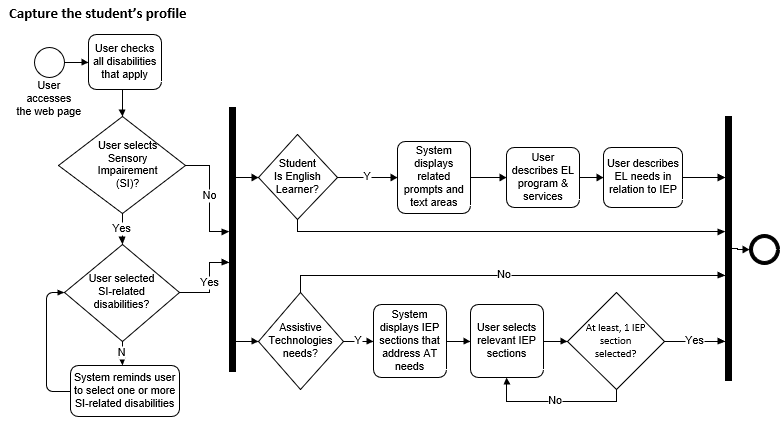 Capture the student's profile
User
accesses
the web page
User checks
all disabilities
that apply
User selects
Sensory
Impairement
(SI)?
No
Yes
User selected
SI-related
disabilities?
Yes
N
System reminds user
to select one or more
SI-related disabilities
Student
Is English
Learner?
Y
System
displays
related
prompts and
text areas
User
describes EL
program &
services
User describes
EL needs in
relation to IEP
No
Assistive
Technologies
needs?
Y
System
displays IEP
sections that
address AT
needs
User selects
relevant IEP
sections
At least, 1 IEP
section
selected?
Yes
No